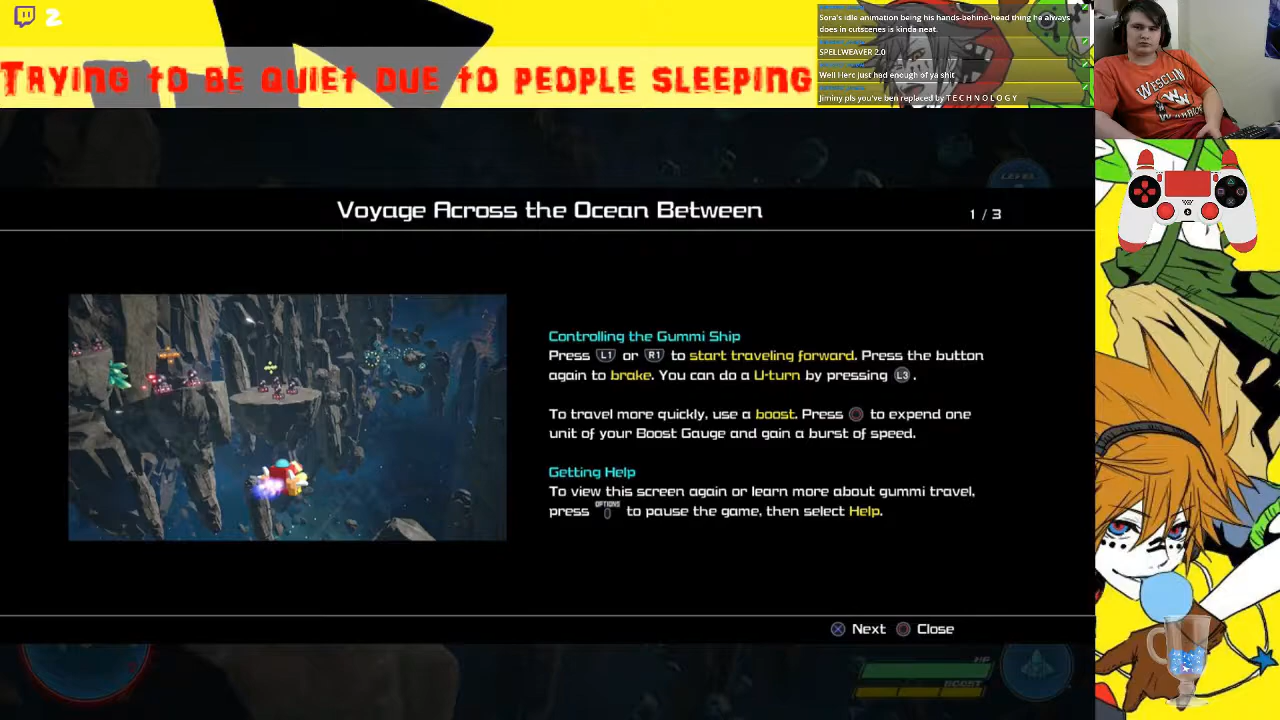 2
Trying to be quiet due to people sleeping
Sora's idle animation being his hands-behind-head thing he always
does in cutscenes is kinda neat.
SPELLWEAVER 2.0
Well Herc just had enough of ya shit
Jiminy pls you've ben replaced by T E C H N O L O G Y
WESCLIN
W
LEVEL
Voyage Across the Ocean Between
1 / 3
Controlling the Gummi Ship
Press L1 or R1 to start traveling forward. Press the button
again to brake. You can do a U-turn by pressing L3.
To travel more quickly, use a boost. Press to expend one
unit of your Boost Gauge and gain a burst of speed.
Getting Help
To view this screen again or learn more about gummi travel,
press OPTIONS to pause the game, then select Help.
Next Close
HP
BOOST